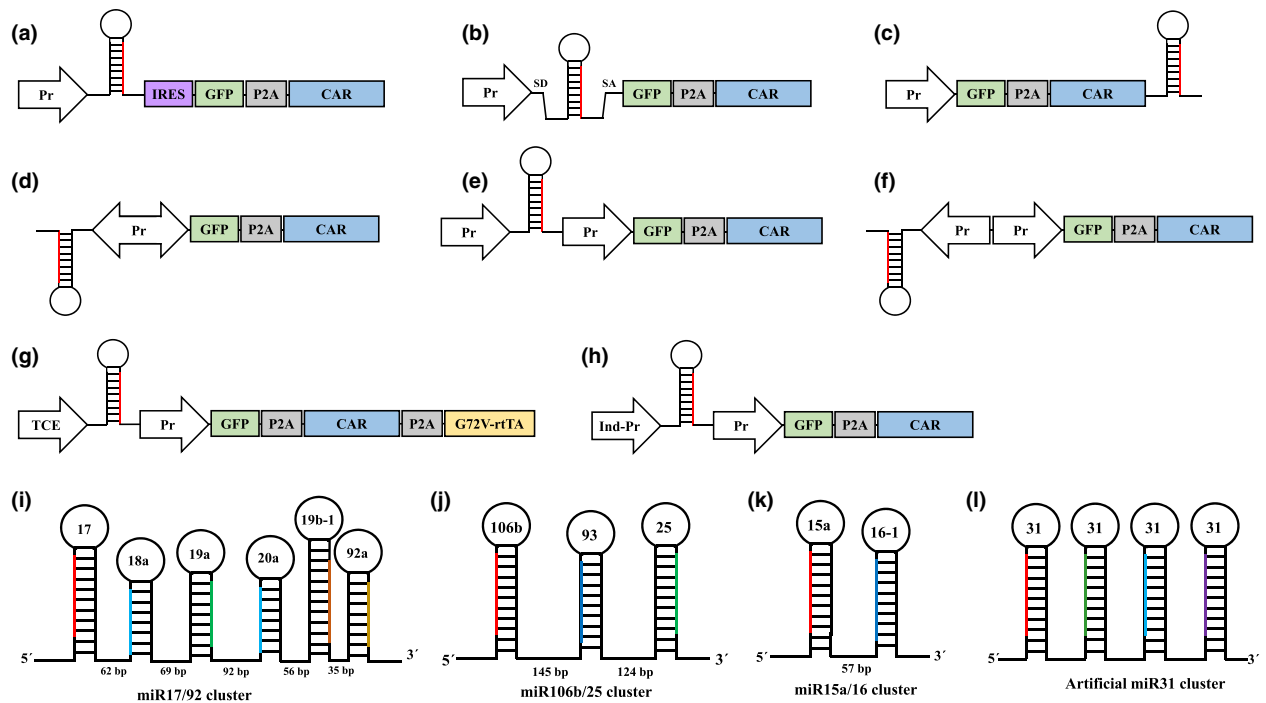 (a)
Pr
IRES GFP P2A CAR
(b)
Pr
SD
SA
GFP P2A CAR
(c)
Pr
GFP P2A CAR
(d)
Pr
GFP P2A CAR
(e)
Pr
Pr
GFP P2A CAR
(f)
Pr
Pr
GFP P2A CAR
(g)
TCE
Pr
GFP P2A CAR P2A G72V-rtTA
(h)
Ind-Pr
Pr
GFP P2A CAR
(i)
17
18a
19a
20a
19b-1
92a
5´
3´
62 bp
69 bp
92 bp
56 bp
35 bp
miR17/92 cluster
(j)
106b
93
25
5´
3´
145 bp
124 bp
miR106b/25 cluster
(k)
15a
16-1
5´
3´
57 bp
miR15a/16 cluster
(l)
31
31
31
31
5´
3´
Artificial miR31 cluster